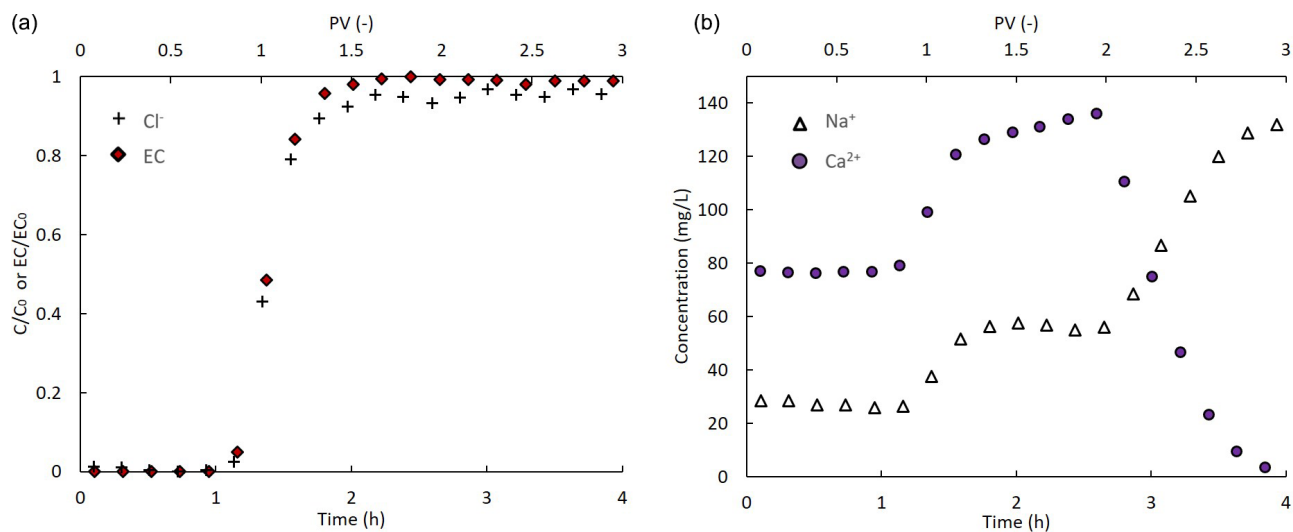 (a)
PV (-)
0 0.5 1 1.5 2 2.5 3
1
0.8
0.6
0.4
0.2
0
C/C₀ or EC/EC₀
Cl⁻
EC
0 1 2 3 4
Time (h)
(b)
PV (-)
0 0.5 1 1.5 2 2.5 3
140
120
100
80
60
40
20
0
Concentration (mg/L)
Na⁺
Ca²⁺
0 1 2 3 4
Time (h)